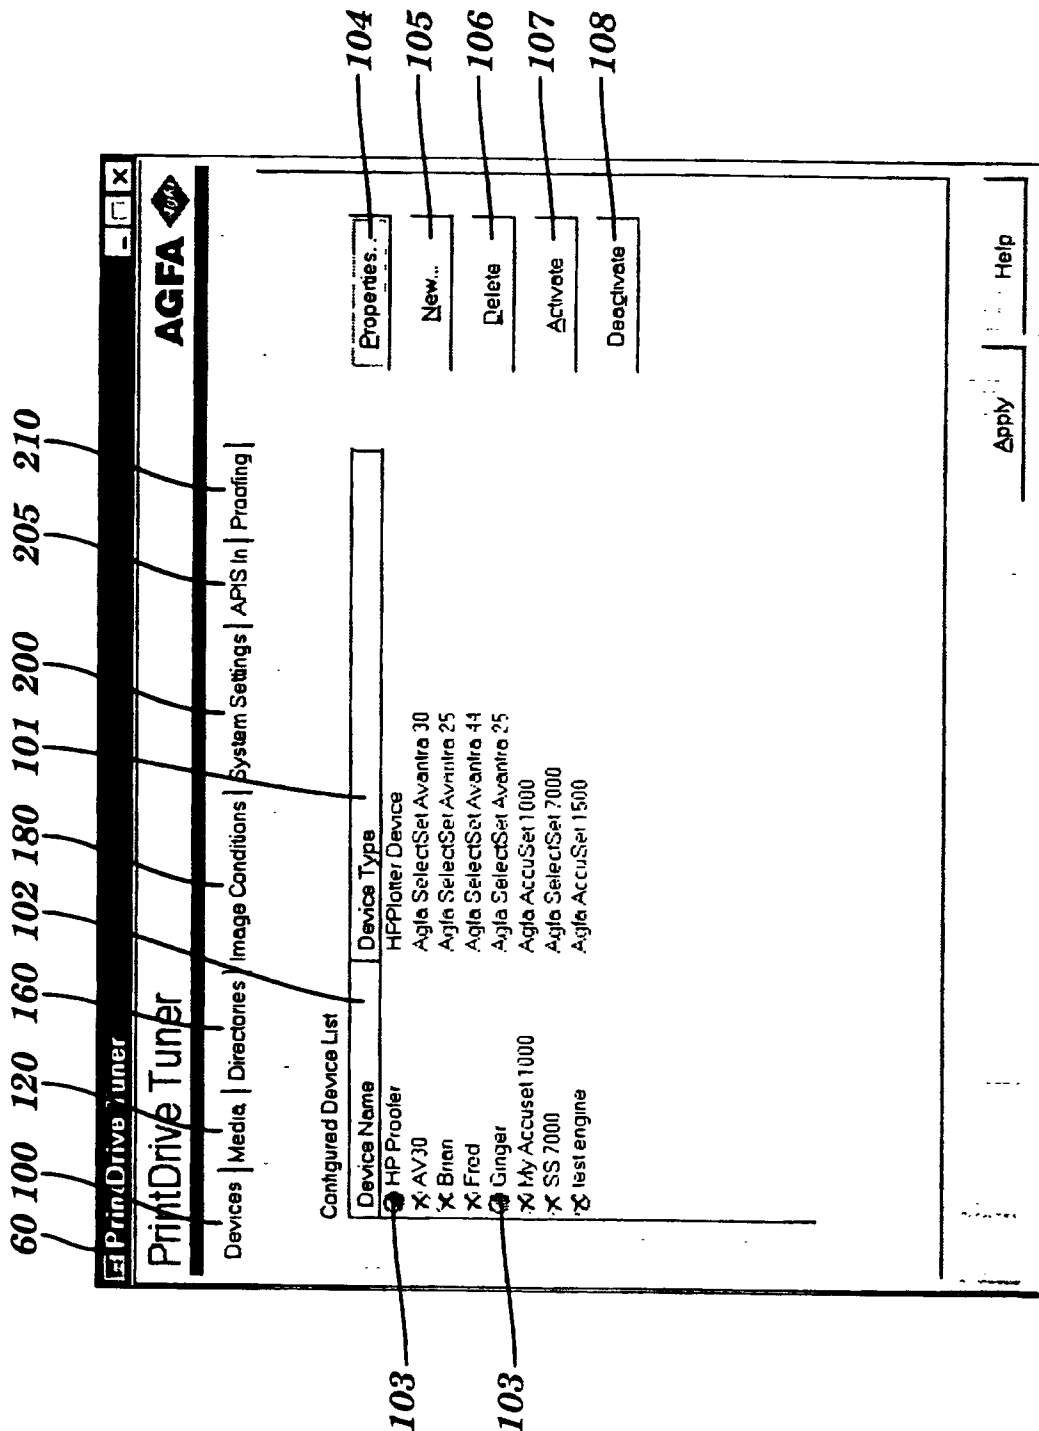 60 100 120 160 102 180 101 200 205 210
PrintDrive Tuner
PrintDrive Tuner AGFA
Devices | Media | Directories | Image Conditions | System Settings | APIS In | Proofing |
Configured Device List
Device Name Device Type
HP Proofer HPPlotter Device
AV30 Agfa SelectSet Avantra 30
Brian Agfa SelectSet Avantra 25
Fred Agfa SelectSet Avantra 44
Ginger Agfa SelectSet Avantra 25
My Accuset 1000 Agfa AccuSet 1000
SS 7000 Agfa SelectSet 7000
test engine Agfa AccuSet 1500
Properties...
New...
Delete
Activate
Deactivate
Apply Help
103
103
104
105
106
107
108